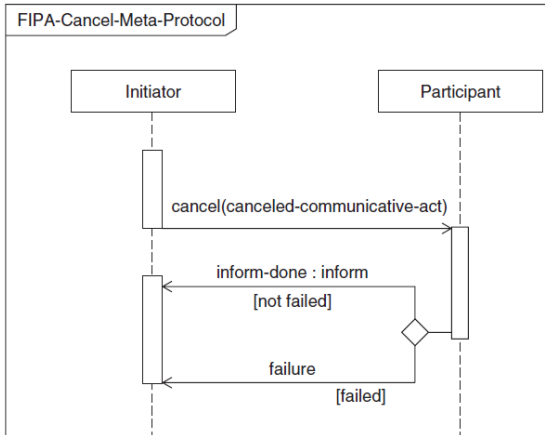 FIPA-Cancel-Meta-Protocol
Initiator
Participant
cancel(canceled-communicative-act)
inform-done : inform
[not failed]
failure
[failed]